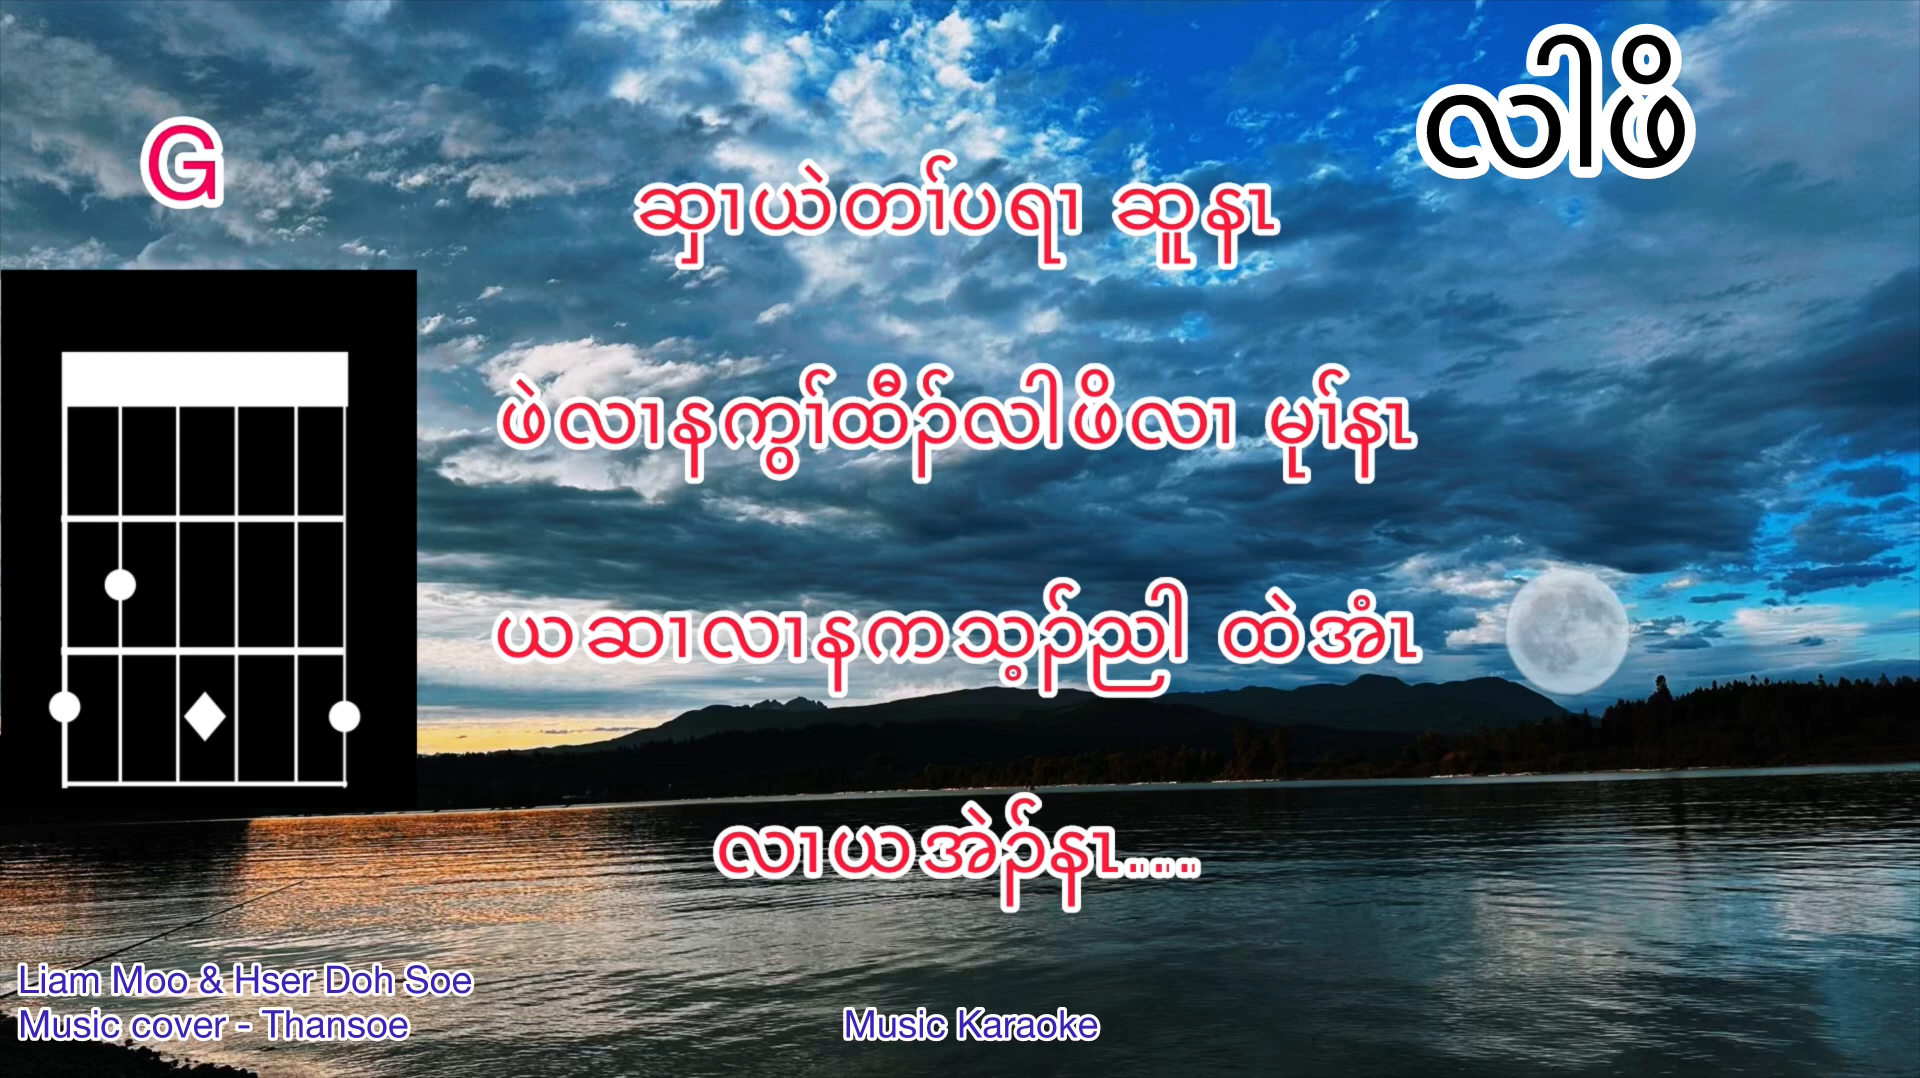 လါဖိ
G
ဆှၢယဲတၢ်ပရၢ ဆူနၤ
ဖဲလၢနကွၢ်ထီၣ်လါဖိလၢ မုၢ်နၤ
ယဆၢလၢနကသ့ၣ်ညါ ထဲအံၤ
လၢယအဲၣ်နၤ....
Liam Moo & Hser Doh Soe
Music cover - Thansoe
Music Karaoke